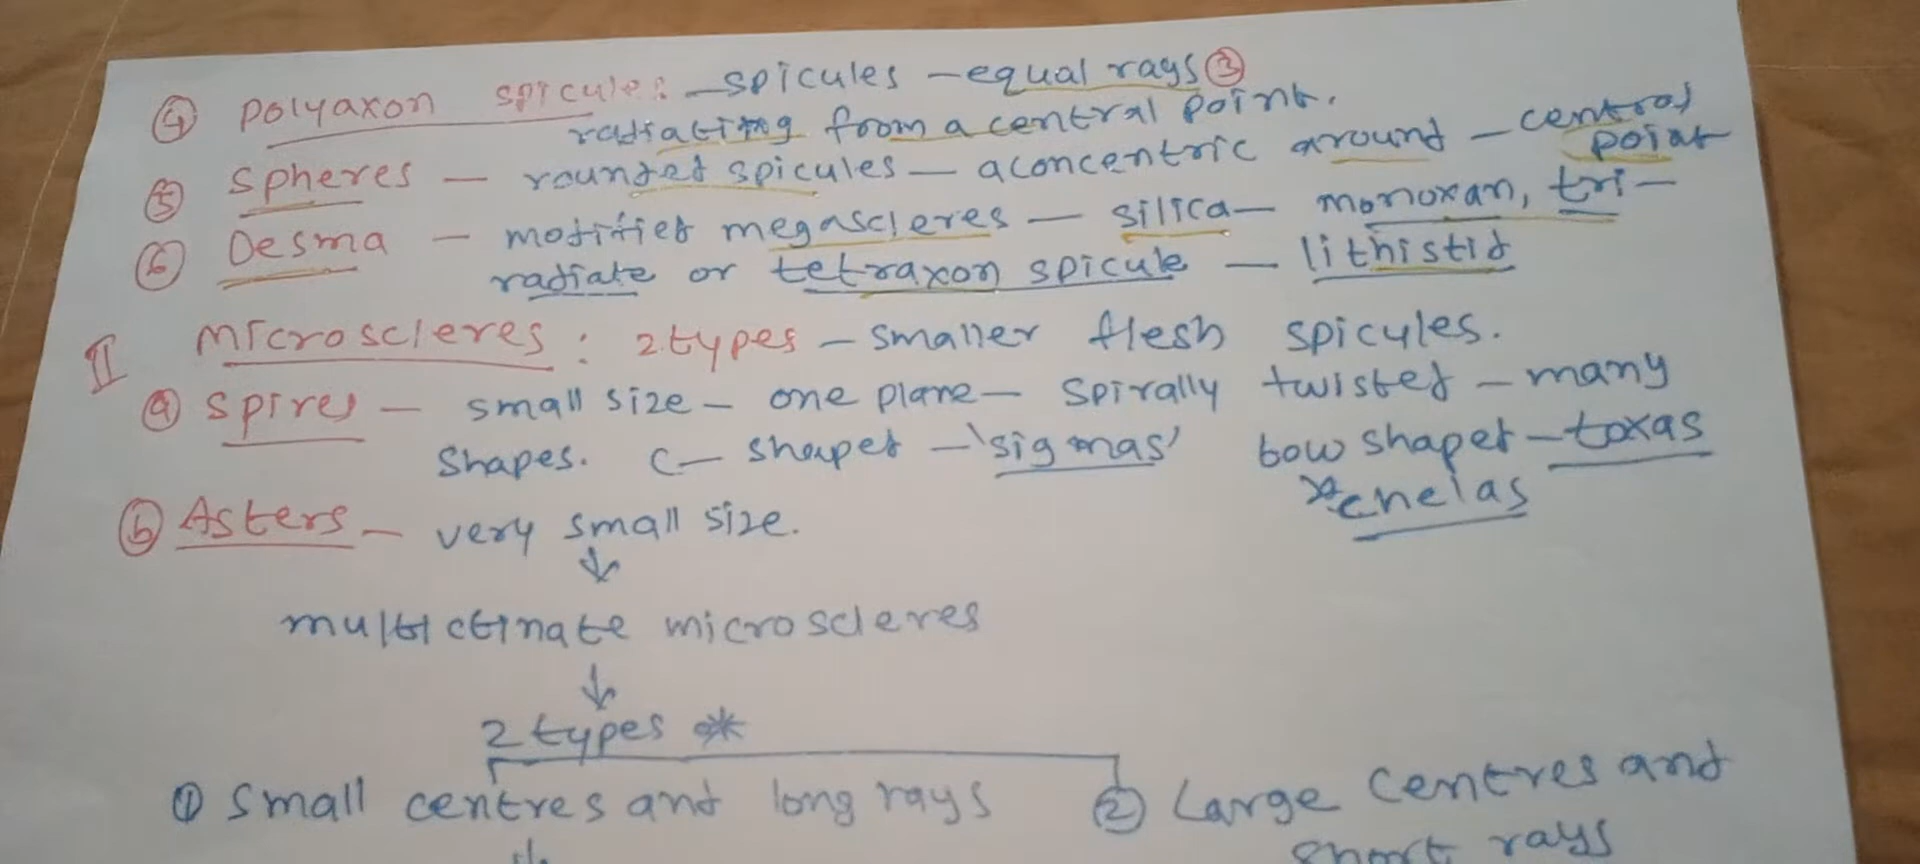 ④ Polyaxon spicule: – spicules – equal rays ③
radiating from a central point.
⑤ Spheres – rounded spicules – a concentric around – central point
⑥ Desma – modified megascleres – silica – monoxan, tri–
radiate or tetraxon spicule – lithistid
II Microscleres : 2 types – smaller flesh spicules.
ⓐ Spires – small size – one plane – Spirally twisted – many
shapes. C – shaped – 'sigmas' bow shaped – toxas
chelas
ⓑ Asters – very small size.
↓
microscleres
↓
2 types *
① Small centres and long rays ② Large centres and
short rays